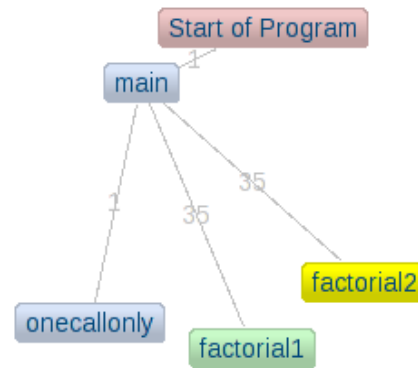 Start of Program
1
main
35
1
35
factorial2
onecallonly
factorial1